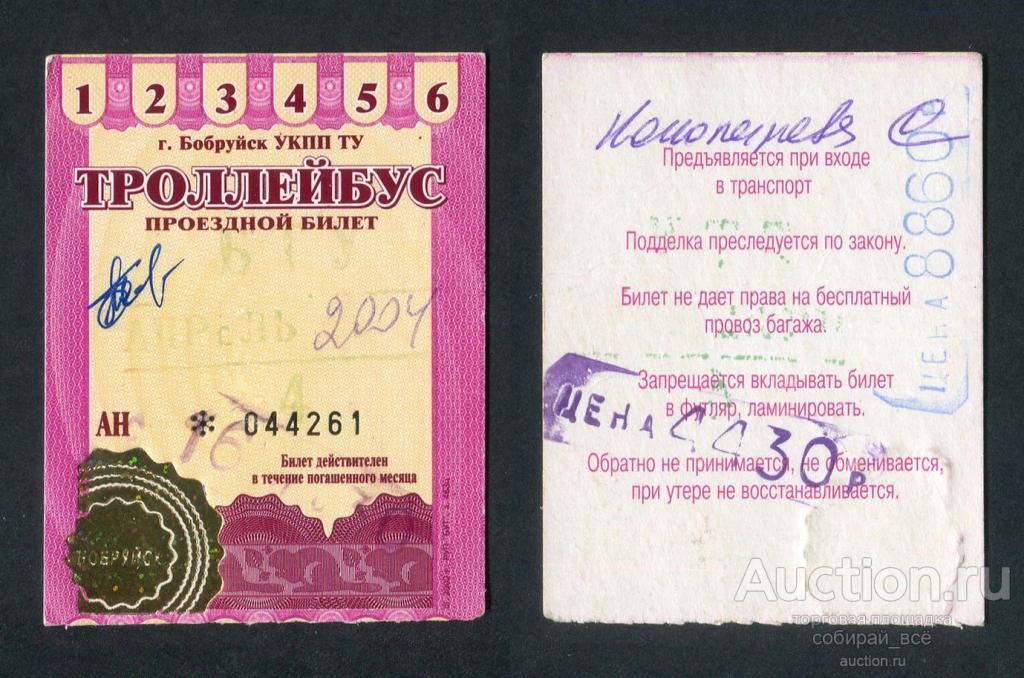 1 2 3 4 5 6
г. Бобруйск УКПП ТУ
ТРОЛЛЕЙБУС
ПРОЕЗДНОЙ БИЛЕТ
2004
АН * 044261
Билет действителен
в течение погашенного месяца
БОБРУЙСК
Предъявляется при входе
в транспорт
Подделка преследуется по закону.
Билет не дает права на бесплатный
провоз багажа.
Запрещается вкладывать билет
в футляр, ламинировать.
Обратно не принимается, не обменивается,
при утере не восстанавливается.
ЦЕНА 8860
ЦЕНА 30 р
Auction.ru
торговая площадка
собирай_всё
auction.ru